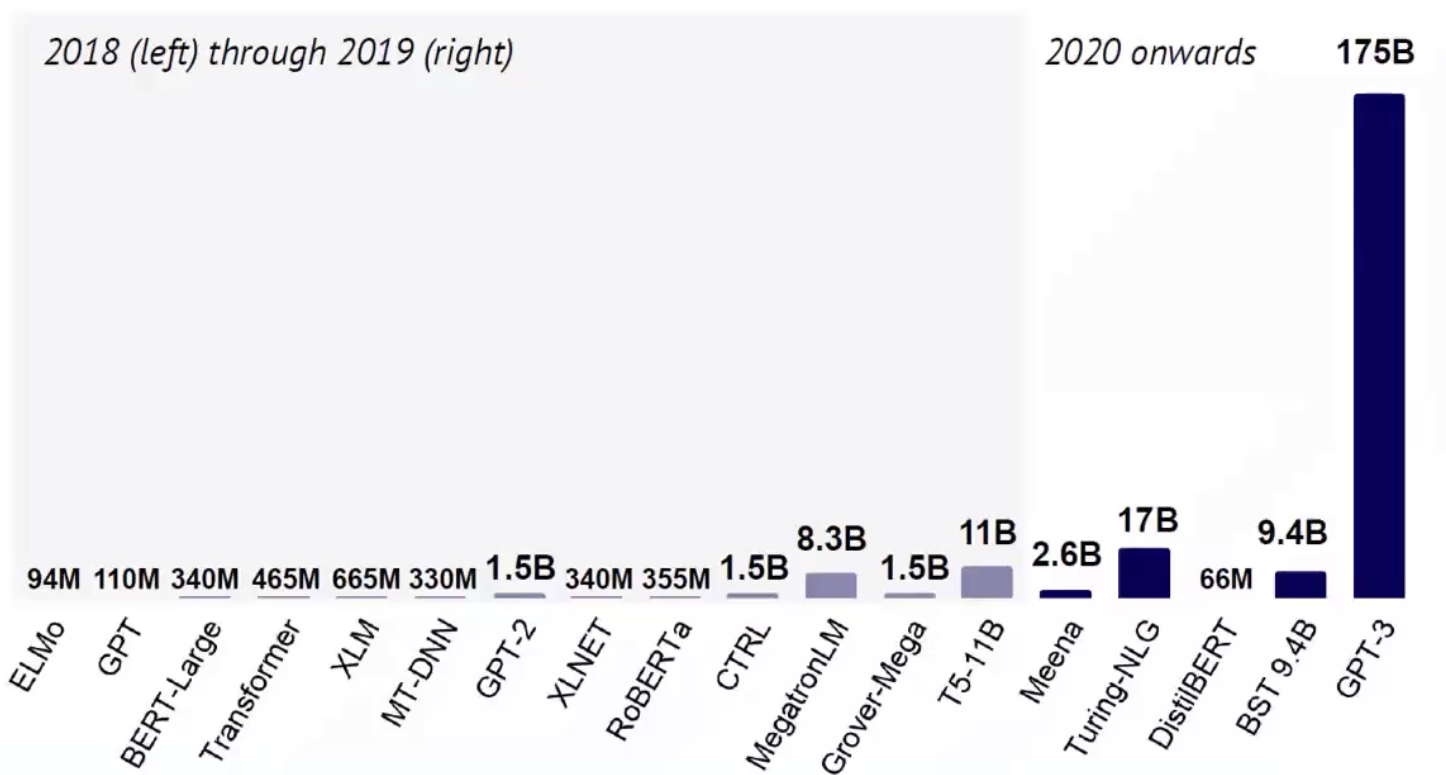 2018 (left) through 2019 (right)
2020 onwards
175B
94M 110M 340M 465M 665M 330M 1.5B 340M 355M 1.5B 8.3B 1.5B 11B 2.6B 17B 66M 9.4B
ELMo
GPT
BERT-Large
Transformer
XLM
MT-DNN
GPT-2
XLNET
RoBERTa
CTRL
MegatronLM
Grover-Mega
T5-11B
Meena
Turing-NLG
DistilBERT
BST 9.4B
GPT-3